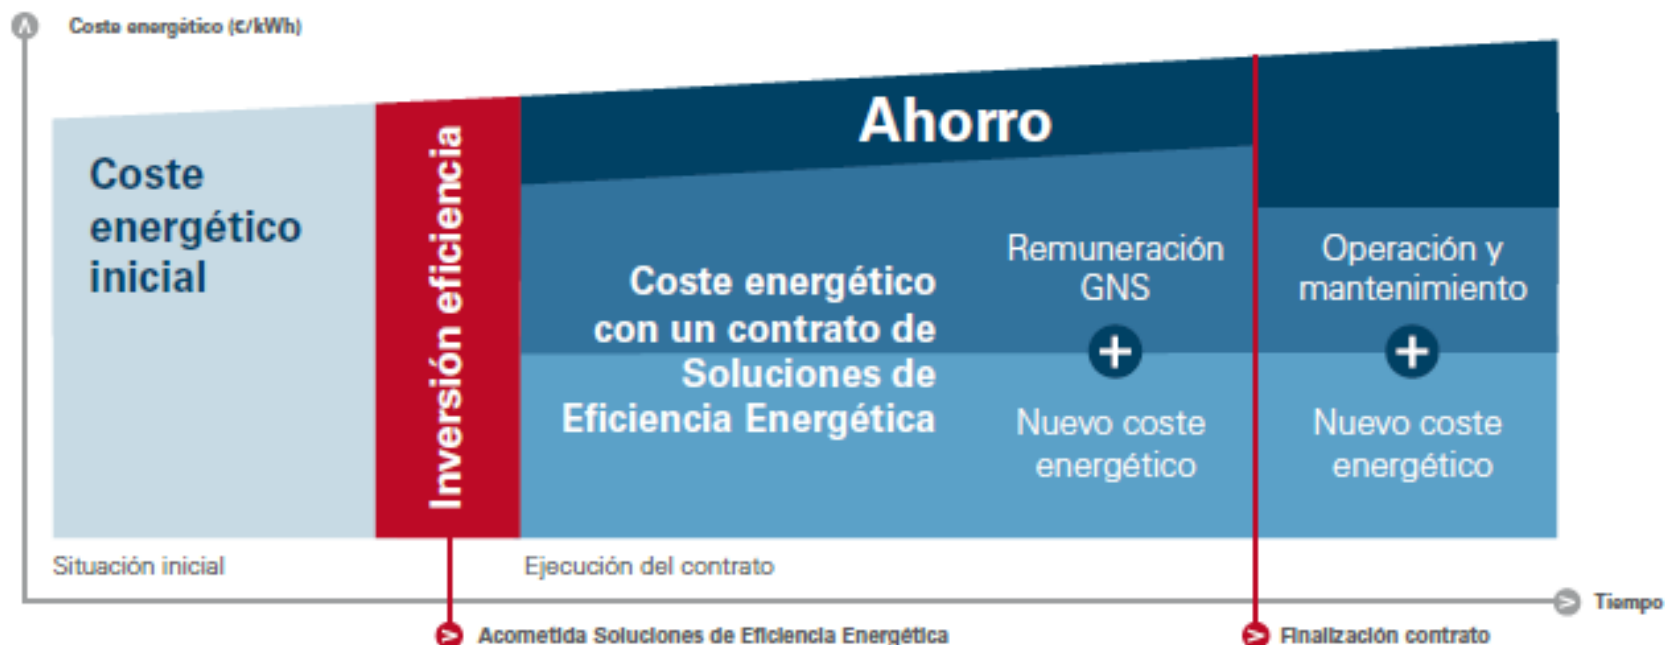 Coste energético (€/kWh)
Coste
energético
inicial
Inversión eficiencia
Ahorro
Coste energético
con un contrato de
Soluciones de
Eficiencia Energética
Remuneración
GNS
+
Nuevo coste
energético
Operación y
mantenimiento
+
Nuevo coste
energético
Situación inicial
Ejecución del contrato
Tiempo
Acometida Soluciones de Eficiencia Energética
Finalización contrato